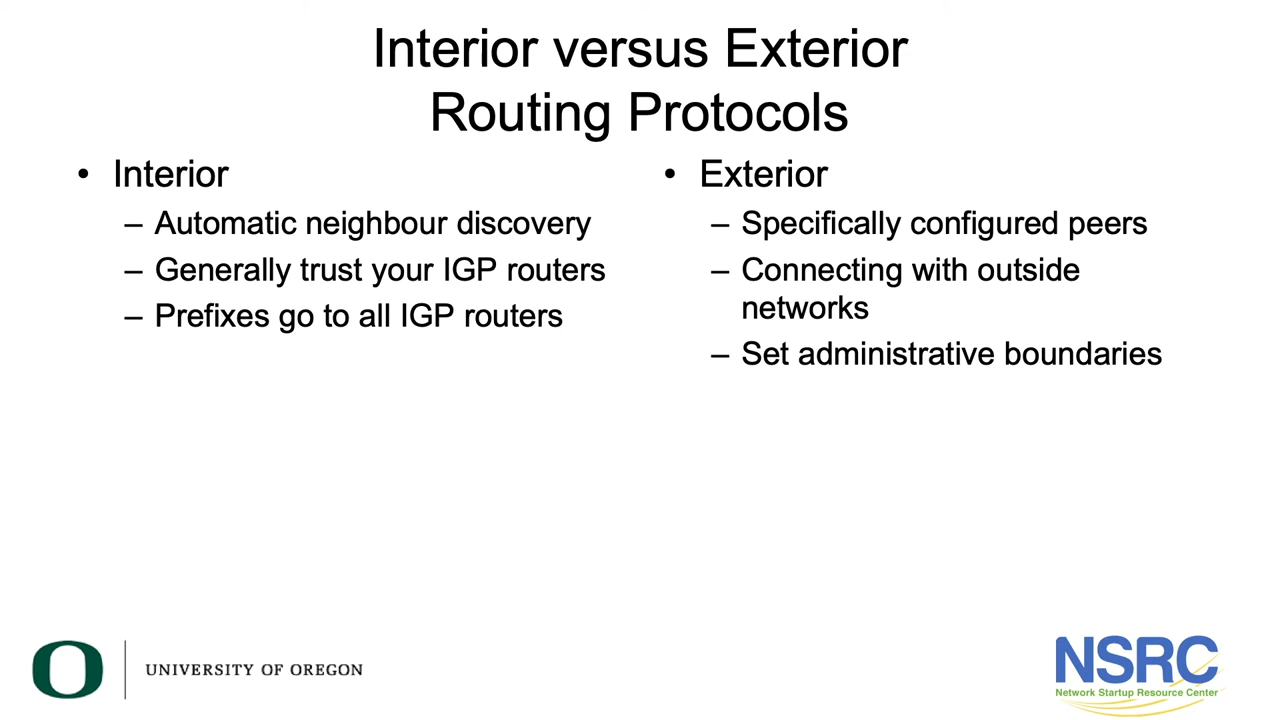 Interior versus Exterior
Routing Protocols
• Interior
– Automatic neighbour discovery
– Generally trust your IGP routers
– Prefixes go to all IGP routers
• Exterior
– Specifically configured peers
– Connecting with outside
networks
– Set administrative boundaries
O
UNIVERSITY OF OREGON
NSRC
Network Startup Resource Center